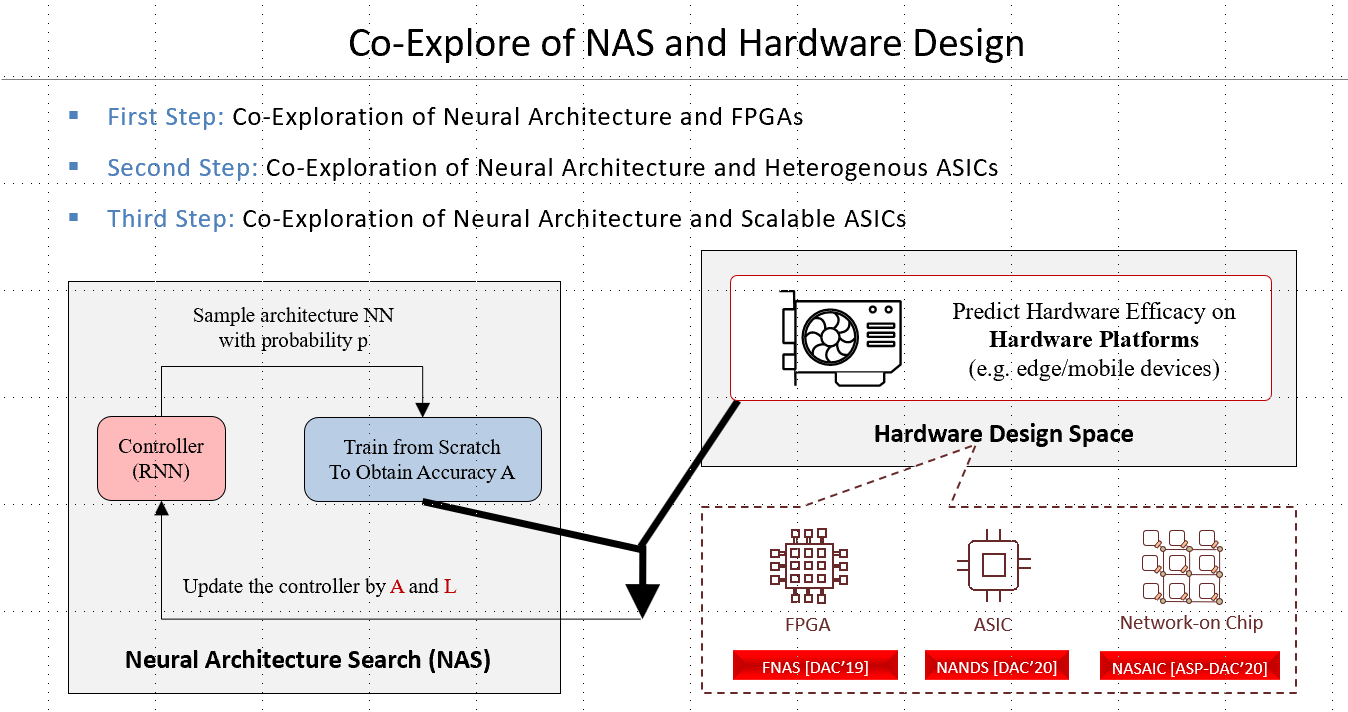 Co-Explore of NAS and Hardware Design
First Step: Co-Exploration of Neural Architecture and FPGAs
Second Step: Co-Exploration of Neural Architecture and Heterogenous ASICs
Third Step: Co-Exploration of Neural Architecture and Scalable ASICs
Sample architecture NN
with probability p
Controller
(RNN)
Train from Scratch
To Obtain Accuracy A
Update the controller by A and L
Neural Architecture Search (NAS)
Predict Hardware Efficacy on
Hardware Platforms
(e.g. edge/mobile devices)
Hardware Design Space
FPGA
ASIC
Network-on Chip
FNAS [DAC’19]
NANDS [DAC’20]
NASAIC [ASP-DAC’20]